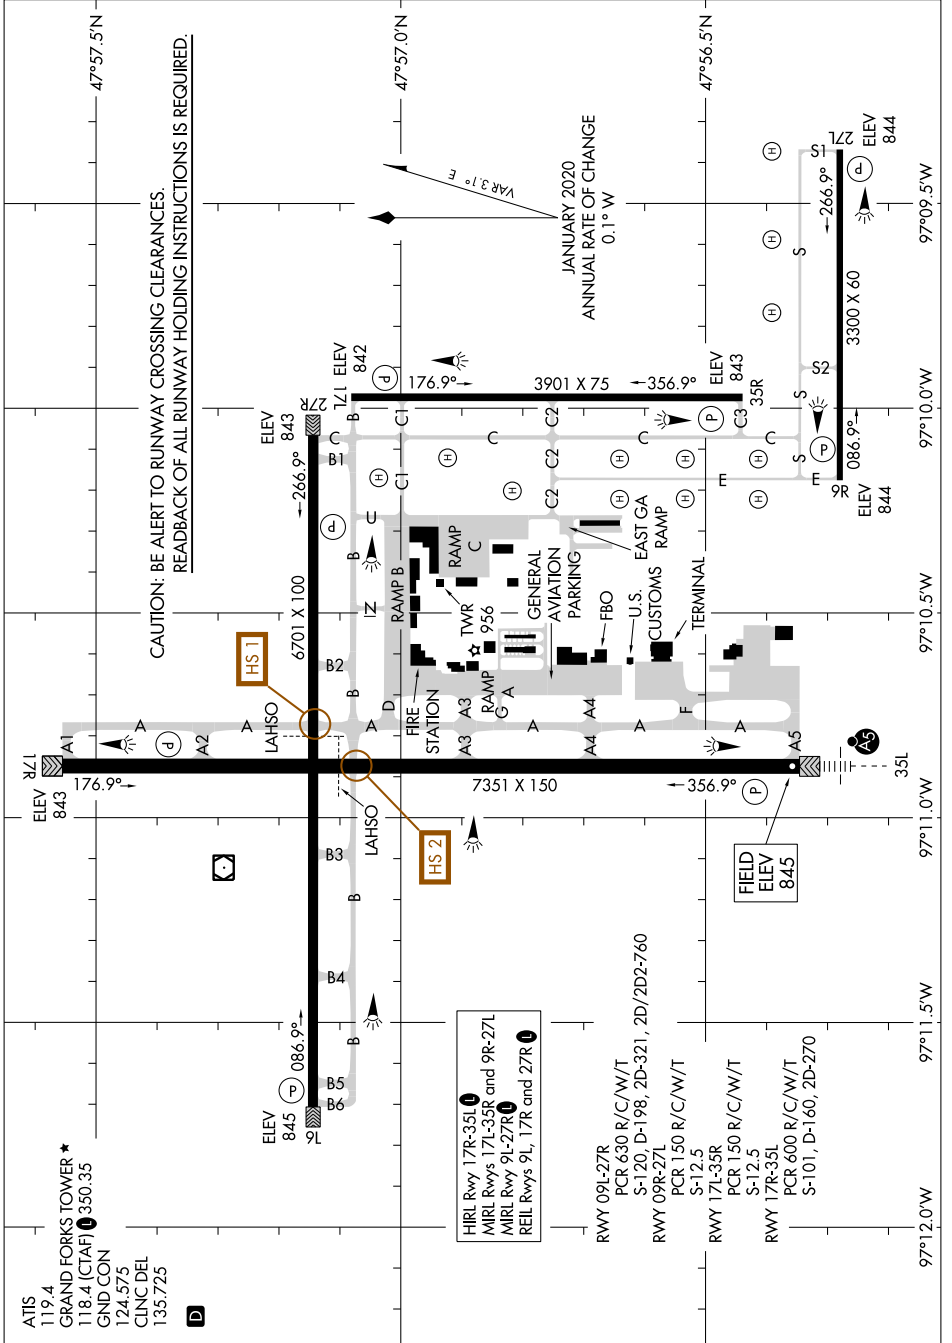 ATIS
119.4
GRAND FORKS TOWER ★
118.4 (CTAF) L 350.35
GND CON
124.575
CLNC DEL
135.725
D
CAUTION: BE ALERT TO RUNWAY CROSSING CLEARANCES.
READBACK OF ALL RUNWAY HOLDING INSTRUCTIONS IS REQUIRED.
47°57.5'N
47°57.0'N
47°56.5'N
VAR 3.1° E
JANUARY 2020
ANNUAL RATE OF CHANGE
0.1° W
97°09.5'W
97°10.0'W
97°10.5'W
97°11.0'W
97°11.5'W
97°12.0'W
ELEV
845
9L
086.9°
6701 X 100
266.9°
27R
ELEV
843
P
P
B6
B5
B4
B3
B2
B1
B
B
B
B
B
HS 1
HS 2
LAHSO
LAHSO
ELEV
843
17R
176.9°
7351 X 150
356.9°
35L
A5
FIELD
ELEV
845
P
P
A1
A2
A
A
A
A3
A3
A
A4
A4
A
A
A5
G
D
F
N
U
RAMP B
RAMP
C
RAMP
A
FIRE
STATION
TWR
956
GENERAL
AVIATION
PARKING
FBO
U.S.
CUSTOMS
TERMINAL
EAST GA
RAMP
ELEV
842
17L
176.9°
3901 X 75
356.9°
35R
ELEV
843
P
P
C
C1
C1
C
C2
C2
C2
C
C3
C
E
E
H
H
H
H
H
H
H
H
H
H
H
H
ELEV
844
9R
086.9°
3300 X 60
266.9°
27L
ELEV
844
P
P
S
S
S
S1
S2
HIRL Rwy 17R-35L L
MIRL Rwys 17L-35R and 9R-27L
MIRL Rwy 9L-27R L
REIL Rwys 9L, 17R and 27R L
RWY 09L-27R
PCR 630 R/C/W/T
S-120, D-198, 2D-321, 2D/2D2-760
RWY 09R-27L
PCR 150 R/C/W/T
S-12.5
RWY 17L-35R
PCR 150 R/C/W/T
S-12.5
RWY 17R-35L
PCR 600 R/C/W/T
S-101, D-160, 2D-270